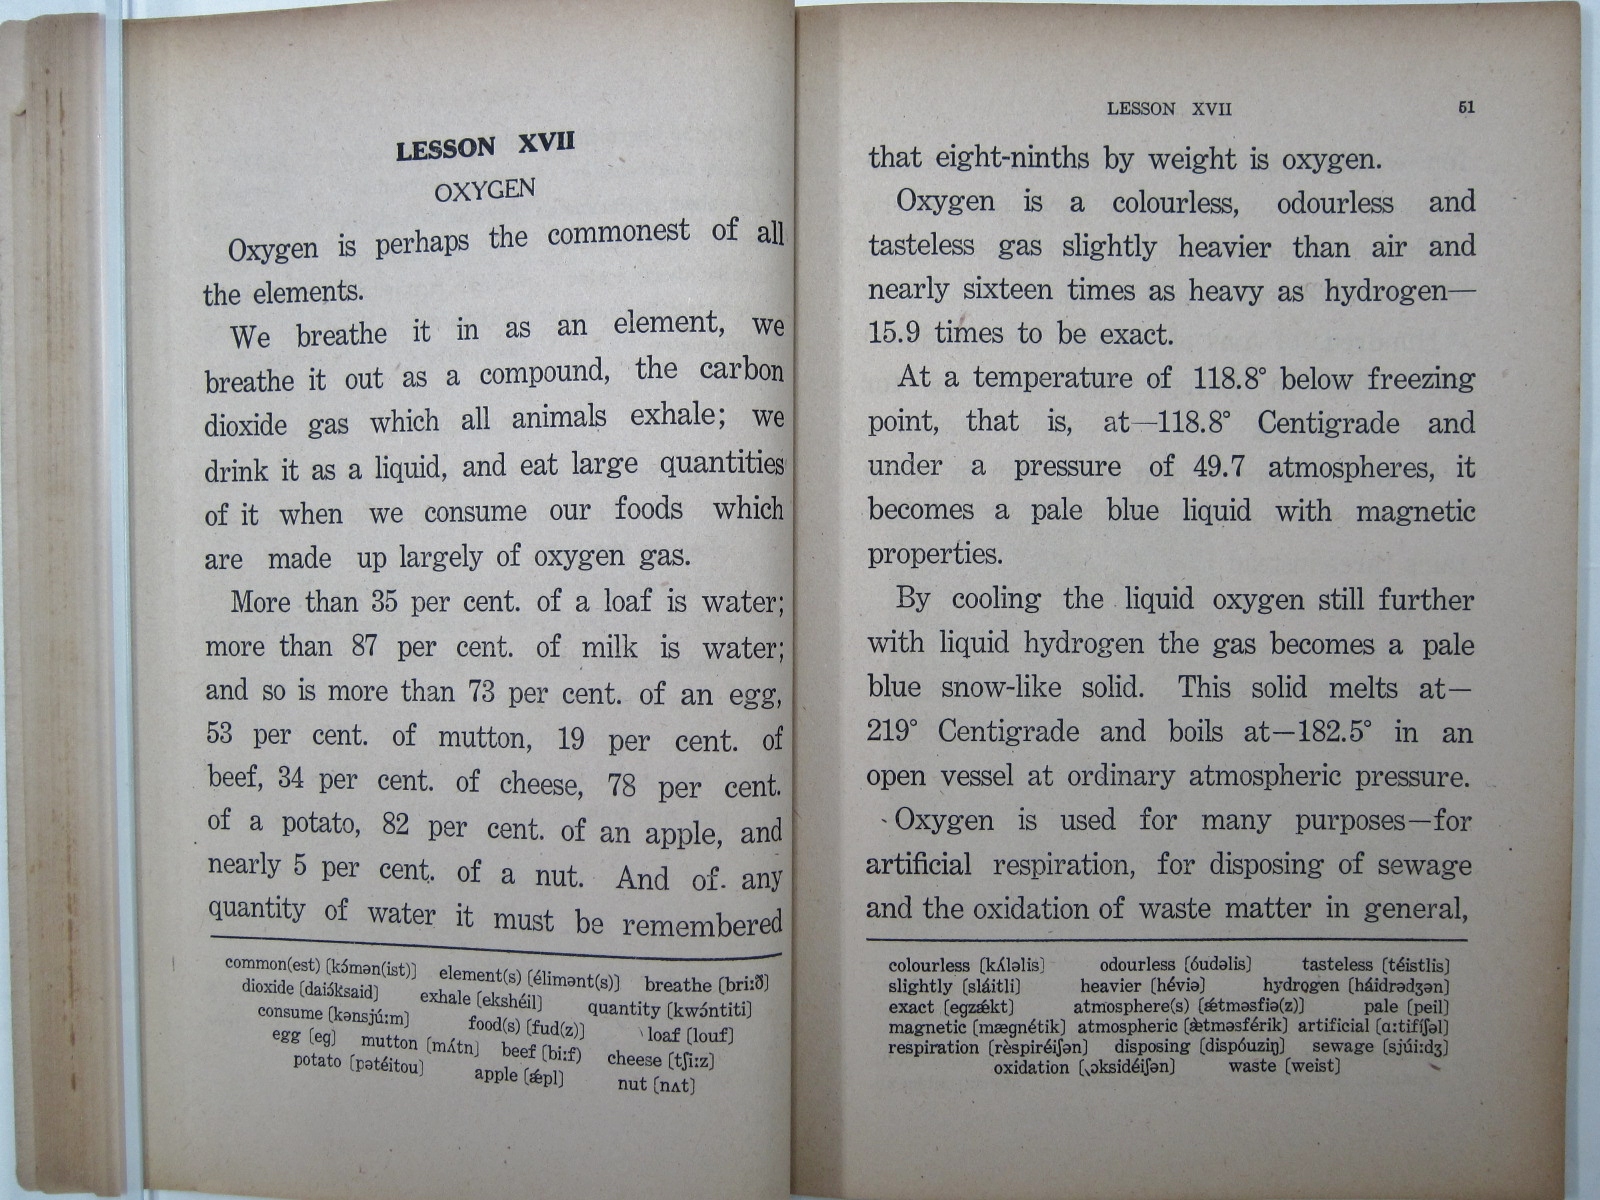 LESSON XVII
OXYGEN
Oxygen is perhaps the commonest of all
the elements.
We breathe it in as an element, we
breathe it out as a compound, the carbon
dioxide gas which all animals exhale; we
drink it as a liquid, and eat large quantities
of it when we consume our foods which
are made up largely of oxygen gas.
More than 35 per cent. of a loaf is water;
more than 87 per cent. of milk is water;
and so is more than 73 per cent. of an egg,
53 per cent. of mutton, 19 per cent. of
beef, 34 per cent. of cheese, 78 per cent.
of a potato, 82 per cent. of an apple, and
nearly 5 per cent. of a nut. And of any
quantity of water it must be remembered
common(est) [kɔ́mən(ist)] element(s) [élimənt(s)] breathe [bri:ð]
dioxide [daiɔ́ksaid] exhale [ekshéil] quantity [kwɔ́ntiti]
consume [kənsjú:m] food(s) [fud(z)] loaf [louf]
egg [eg] mutton [mʌ́tn] beef [bi:f] cheese [tʃi:z]
potato [pətéitou] apple [ǽpl] nut [nʌt]
LESSON XVII 51
that eight-ninths by weight is oxygen.
Oxygen is a colourless, odourless and
tasteless gas slightly heavier than air and
nearly sixteen times as heavy as hydrogen—
15.9 times to be exact.
At a temperature of 118.8° below freezing
point, that is, at—118.8° Centigrade and
under a pressure of 49.7 atmospheres, it
becomes a pale blue liquid with magnetic
properties.
By cooling the liquid oxygen still further
with liquid hydrogen the gas becomes a pale
blue snow-like solid. This solid melts at—
219° Centigrade and boils at—182.5° in an
open vessel at ordinary atmospheric pressure.
Oxygen is used for many purposes—for
artificial respiration, for disposing of sewage
and the oxidation of waste matter in general,
colourless [kʌ́ləlis] odourless [óudəlis] tasteless [téistlis]
slightly [sláitli] heavier [héviə] hydrogen [háidrədʒən]
exact [egzǽkt] atmosphere(s) [ǽtməsfiə(z)] pale [peil]
magnetic [mægnétik] atmospheric [æ̀tməsférik] artificial [ɑ:tifíʃəl]
respiration [rèspiréiʃən] disposing [dispóuziŋ] sewage [sjúi:dʒ]
oxidation [ˌɔksidéiʃən] waste [weist]